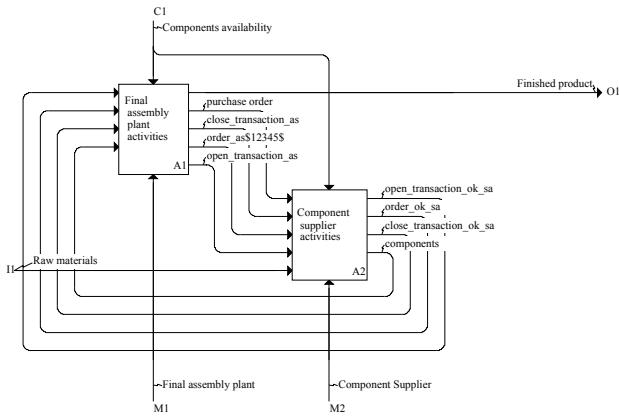 C1
Components availability
Finished product
O1
Final
assembly
plant
activities
A1
purchase order
close_transaction_as
order_as$12345$
open_transaction_as
Component
supplier
activities
A2
open_transaction_ok_sa
order_ok_sa
close_transaction_ok_sa
components
I1
Raw materials
Final assembly plant
Component Supplier
M1
M2